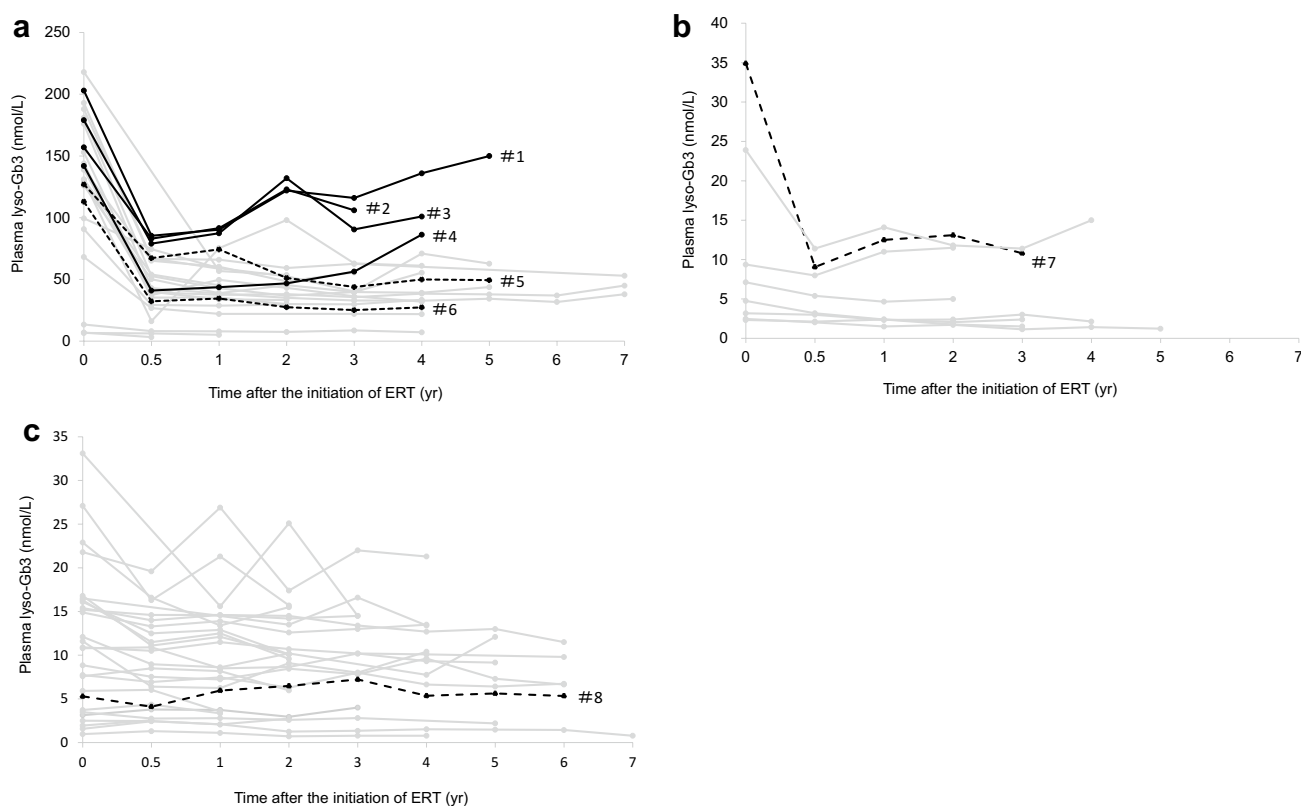 a
250
200
150
100
50
0
Plasma lyso-Gb3 (nmol/L)
#1
#2
#3
#4
#5
#6
0 0.5 1 2 3 4 5 6 7
Time after the initiation of ERT (yr)
b
40
35
30
25
20
15
10
5
0
Plasma lyso-Gb3 (nmol/L)
#7
0 0.5 1 2 3 4 5 6 7
Time after the initiation of ERT (yr)
c
35
30
25
20
15
10
5
0
Plasma lyso-Gb3 (nmol/L)
#8
0 0.5 1 2 3 4 5 6 7
Time after the initiation of ERT (yr)